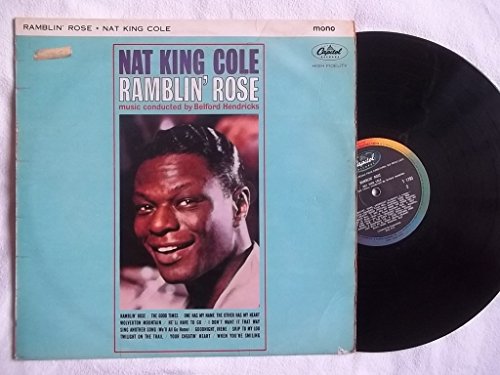 RAMBLIN' ROSE • NAT KING COLE
mono
Capitol
RECORDS
HIGH FIDELITY
NAT KING COLE
RAMBLIN' ROSE
music conducted by Belford Hendricks
RAMBLIN' ROSE THE GOOD TIMES ONE HAS MY NAME THE OTHER HAS MY HEART
WOLVERTON MOUNTAIN HE'LL HAVE TO GO I DON'T WANT IT THAT WAY
SING ANOTHER SONG (We'll All Go Home) GOODNIGHT, IRENE SKIP TO MY LOU
TWILIGHT ON THE TRAIL YOUR CHEATIN' HEART WHEN YOU'RE SMILING
Capitol
RAMBLIN' ROSE